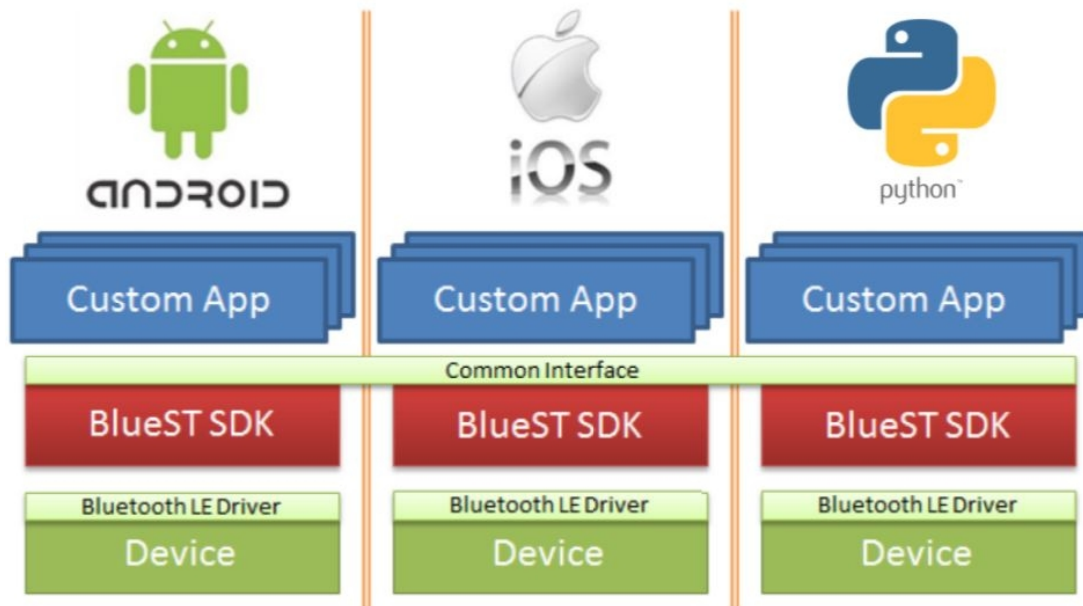 ANDROID
iOS
python™
Custom App
Custom App
Custom App
Common Interface
BlueST SDK
BlueST SDK
BlueST SDK
Bluetooth LE Driver
Bluetooth LE Driver
Bluetooth LE Driver
Device
Device
Device